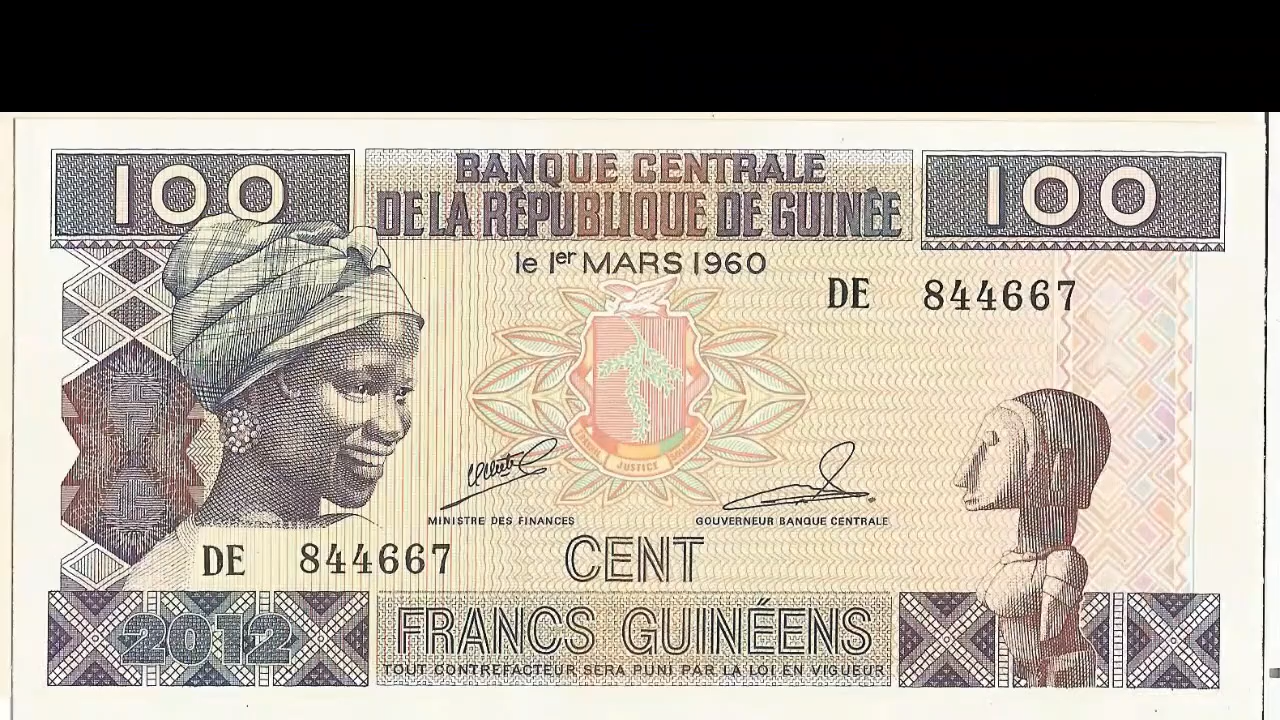 100
BANQUE CENTRALE
100
DE LA RÉPUBLIQUE DE GUINÉE
le 1er MARS 1960
DE 844667
JUSTICE
MINISTRE DES FINANCES
GOUVERNEUR BANQUE CENTRALE
DE 844667
CENT
2012
FRANCS GUINÉENS
TOUT CONTREFACTEUR SERA PUNI PAR LA LOI EN VIGUEUR